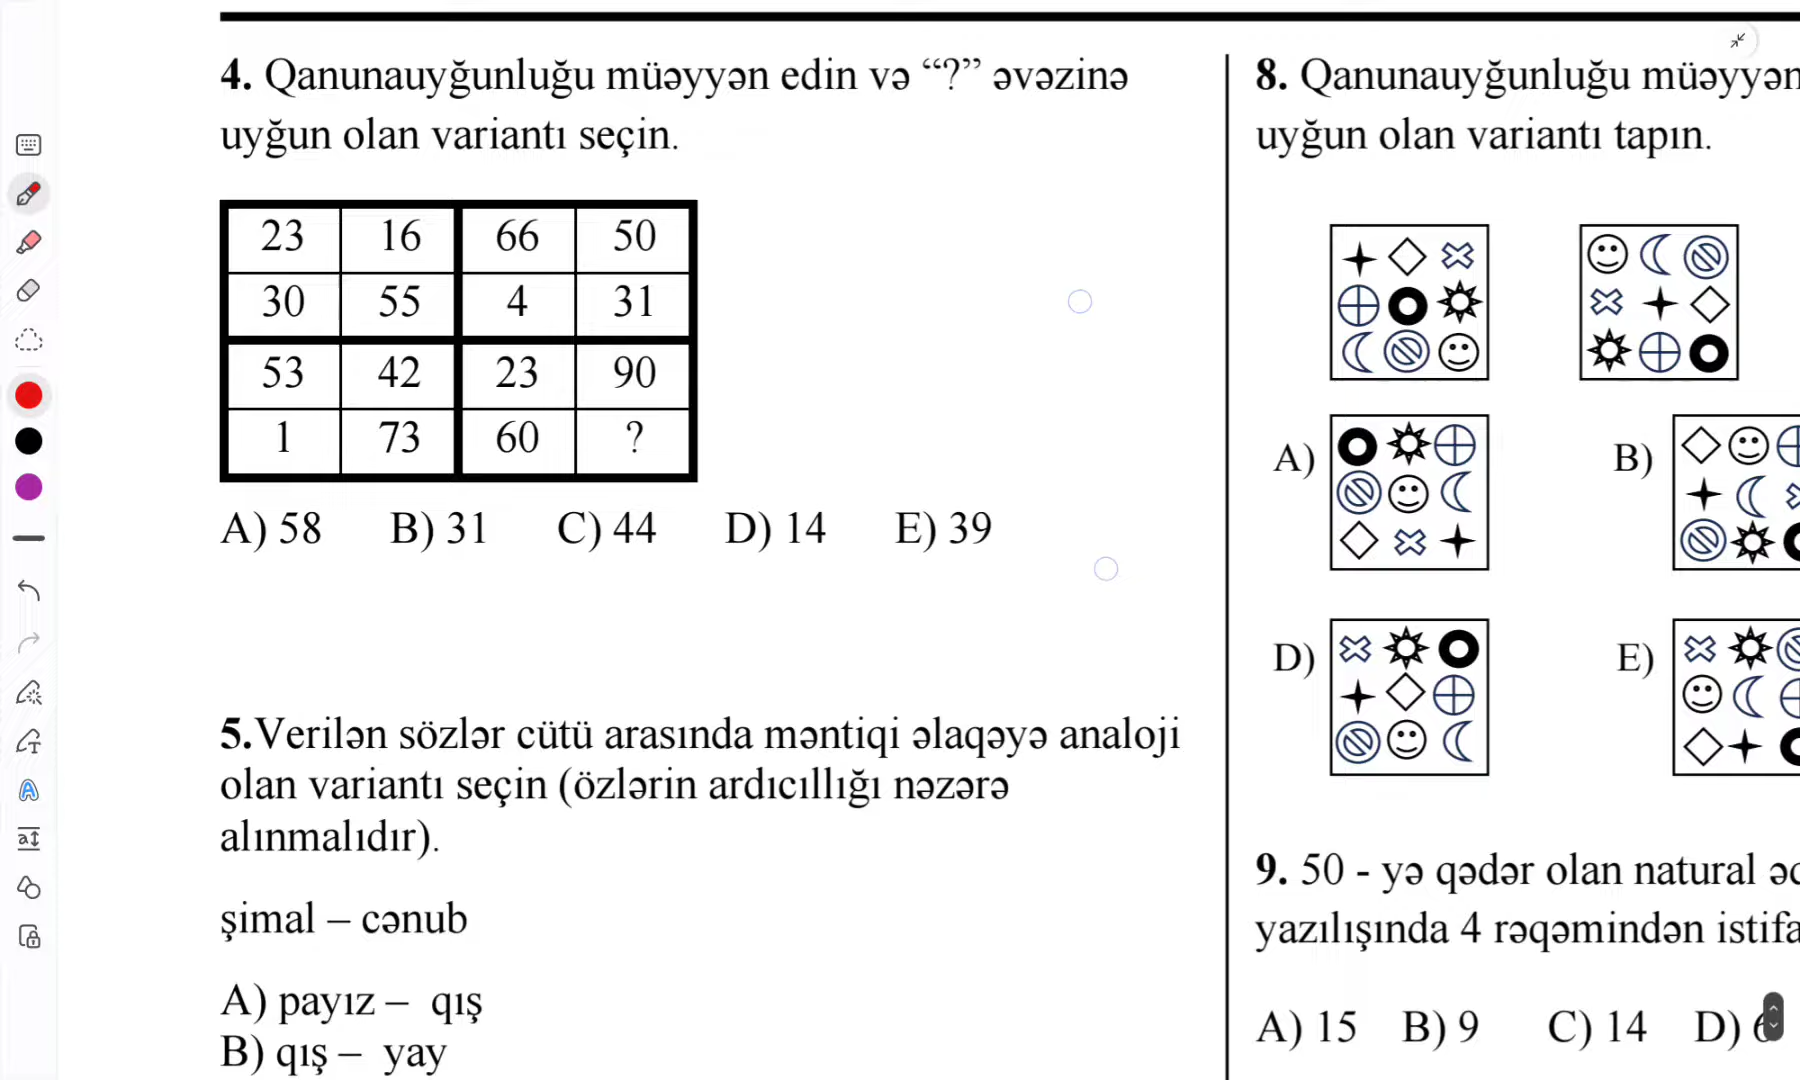 4. Qanunauyğunluğu müəyyən edin və “?” əvəzinə
uyğun olan variantı seçin.
23 16 66 50
30 55 4 31
53 42 23 90
1 73 60 ?
A) 58 B) 31 C) 44 D) 14 E) 39
5.Verilən sözlər cütü arasında məntiqi əlaqəyə analoji
olan variantı seçin (özlərin ardıcıllığı nəzərə
alınmalıdır).
şimal – cənub
A) payız – qış
B) qış – yay
8. Qanunauyğunluğu müəyyən
uyğun olan variantı tapın.
A) B)
D) E)
9. 50 - yə qədər olan natural
yazılışında 4 rəqəmindən
A) 15 B) 9 C) 14 D)